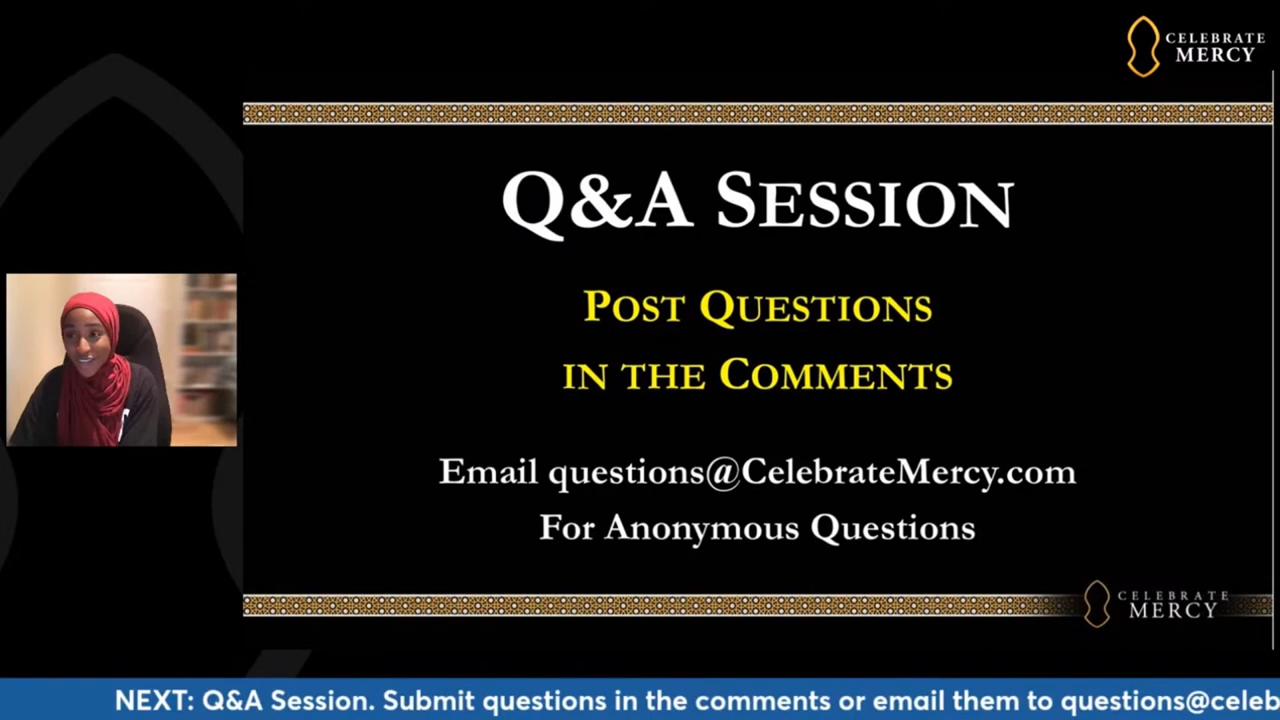 CELEBRATE
MERCY
Q&A SESSION
POST QUESTIONS
IN THE COMMENTS
Email questions@CelebrateMercy.com
For Anonymous Questions
CELEBRATE
MERCY
NEXT: Q&A Session. Submit questions in the comments or email them to questions@celeb